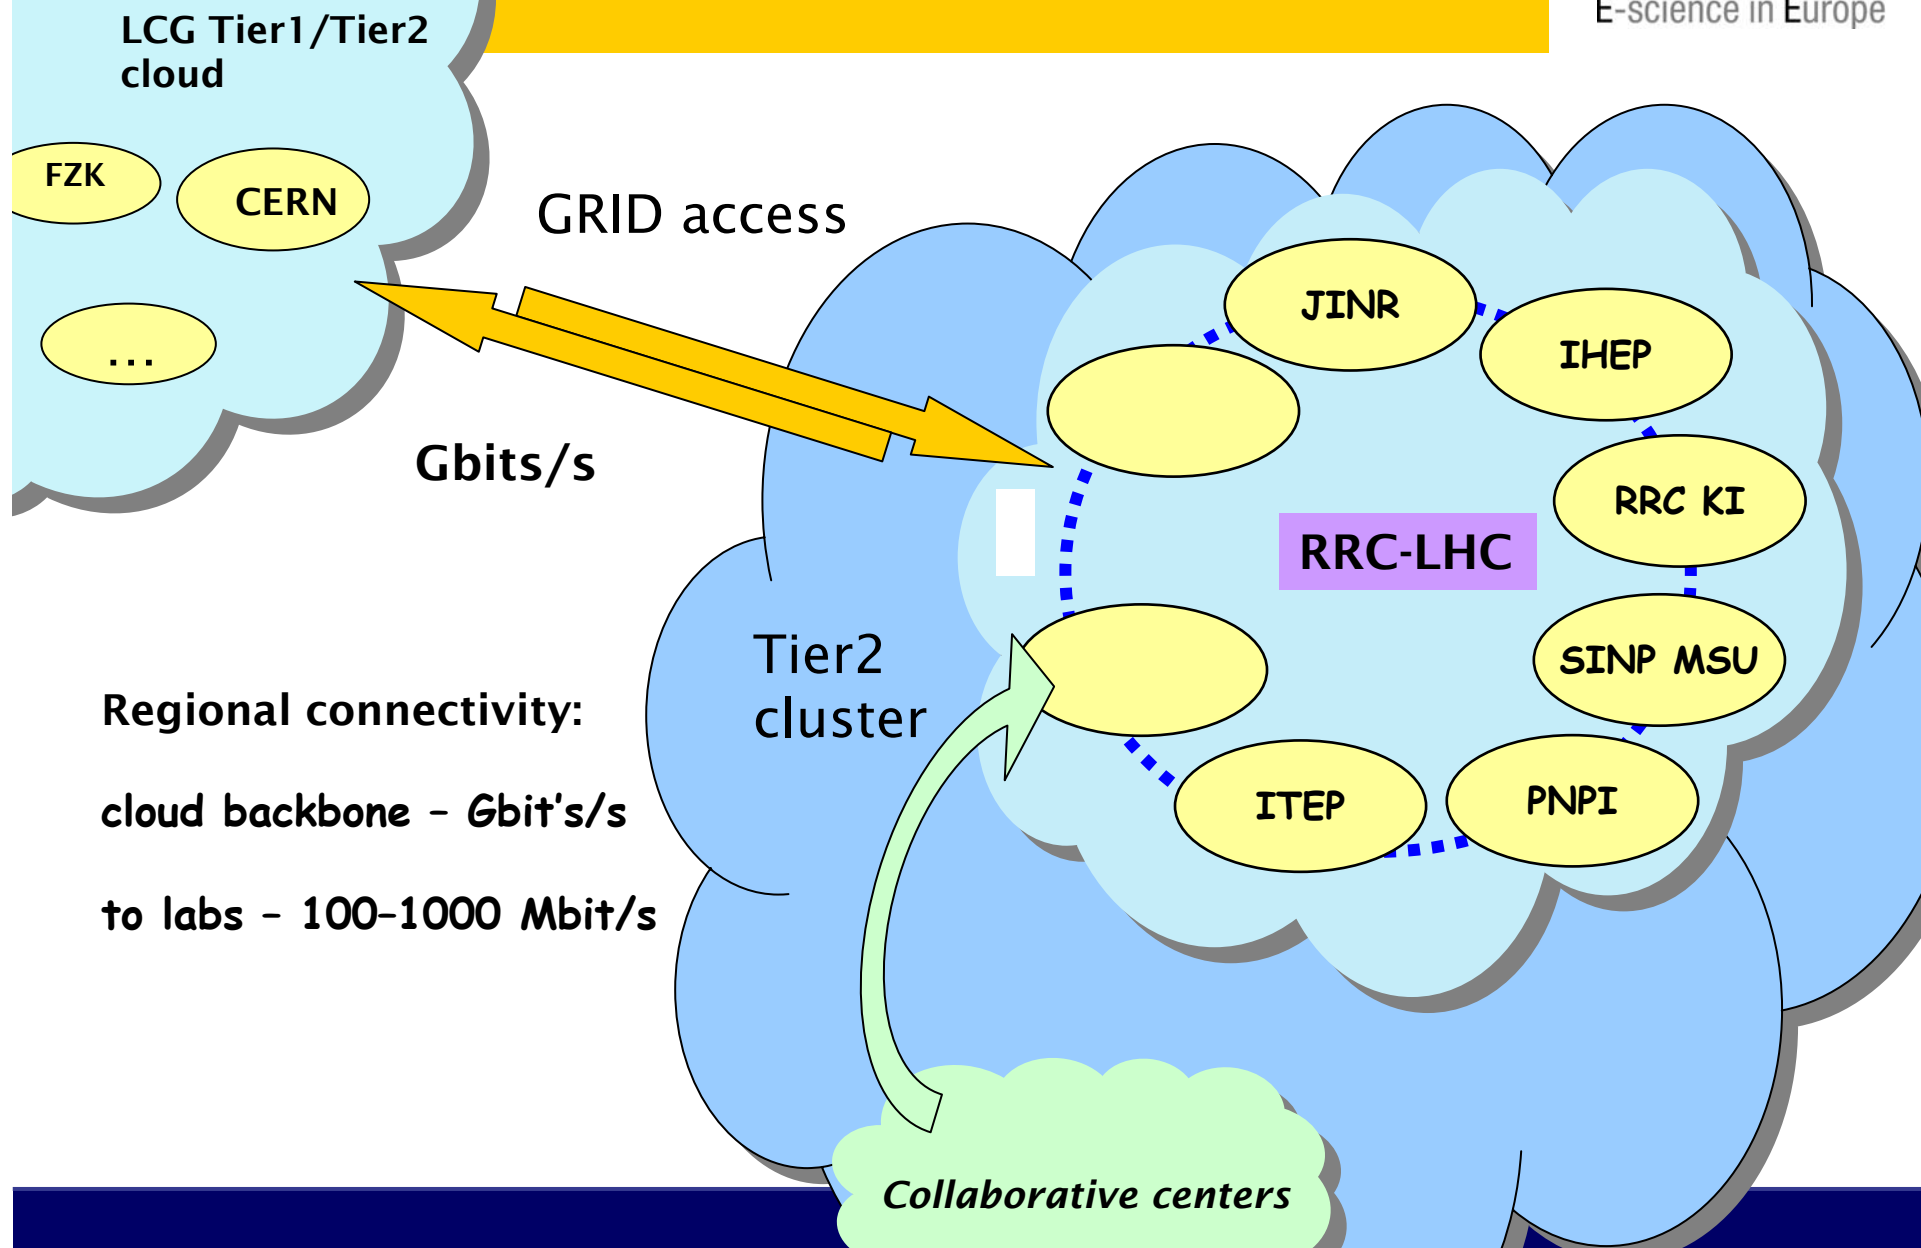 E-science in Europe
LCG Tier1/Tier2
cloud
FZK
CERN
...
GRID access
Gbits/s
JINR
IHEP
RRC KI
RRC-LHC
SINP MSU
PNPI
ITEP
Tier2
cluster
Regional connectivity:
cloud backbone – Gbit's/s
to labs – 100–1000 Mbit/s
Collaborative centers